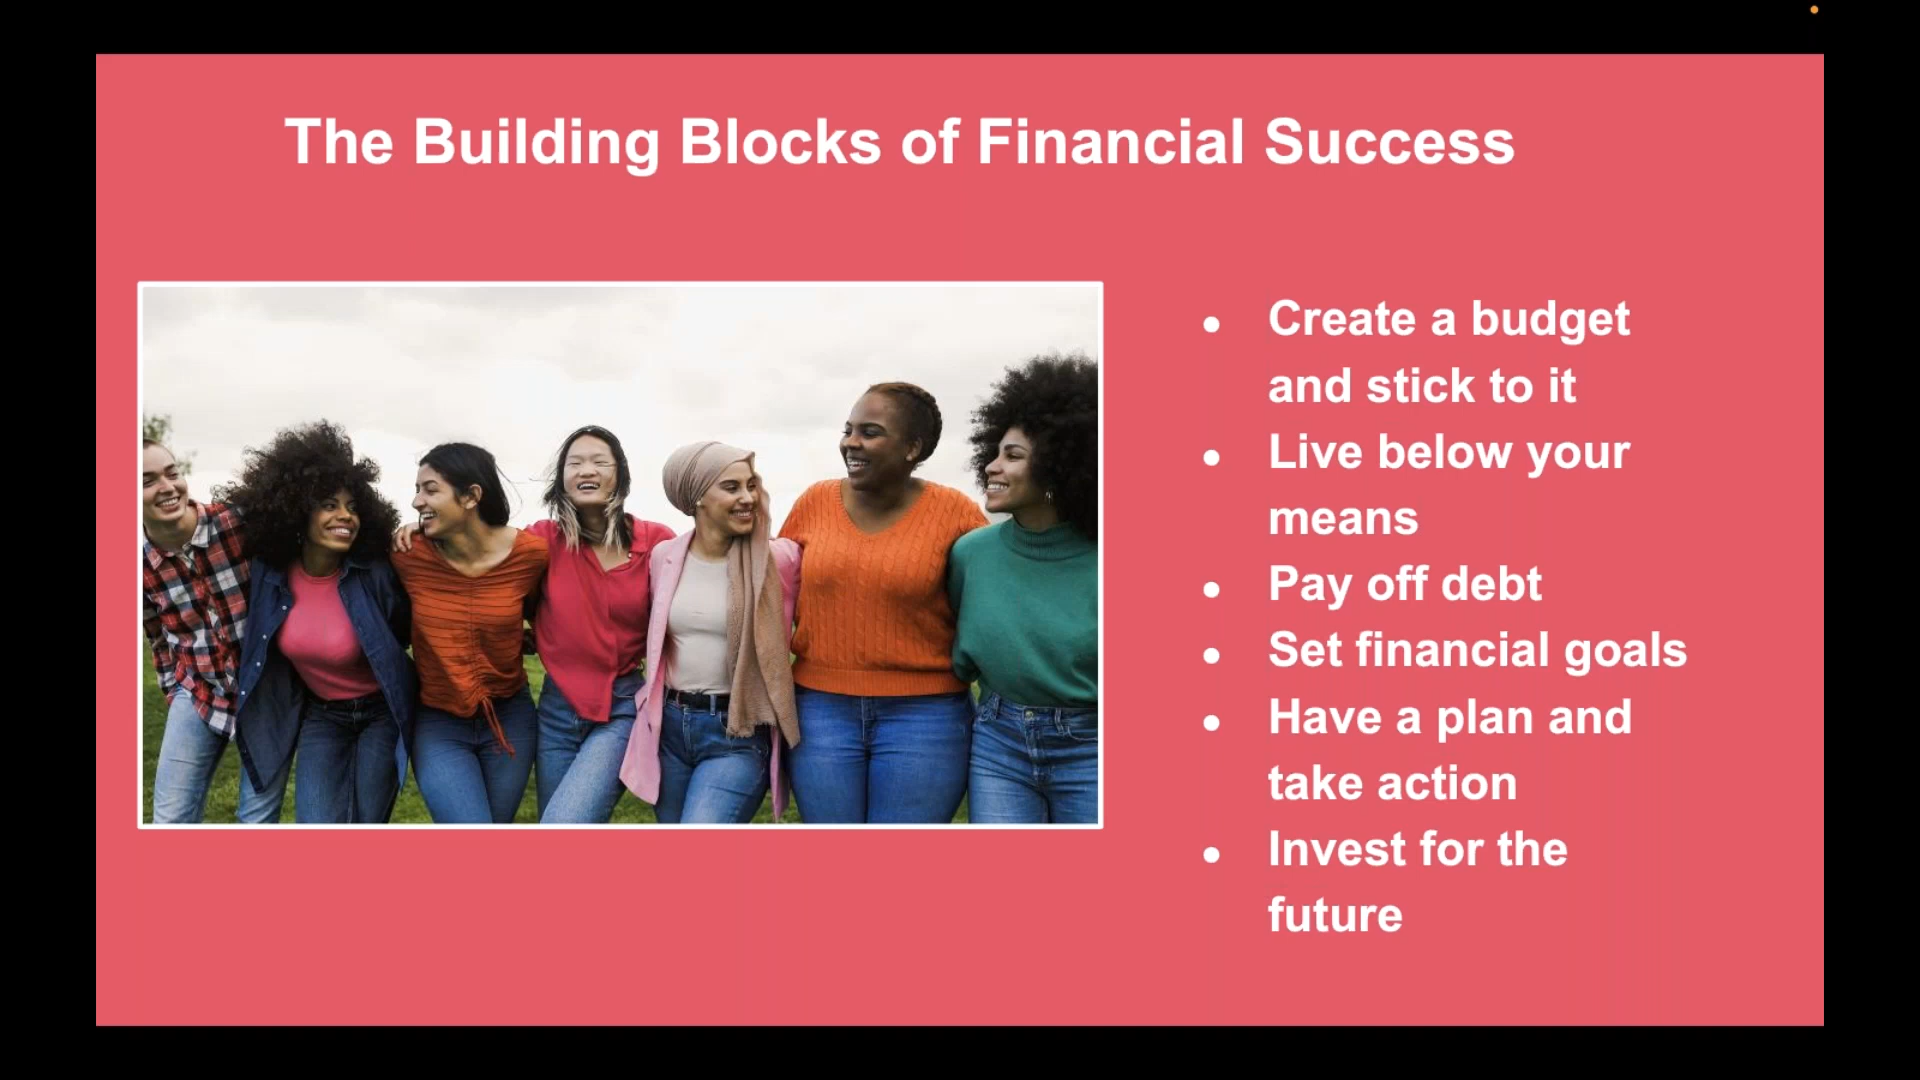 The Building Blocks of Financial Success
● Create a budget
and stick to it
● Live below your
means
● Pay off debt
● Set financial goals
● Have a plan and
take action
● Invest for the
future